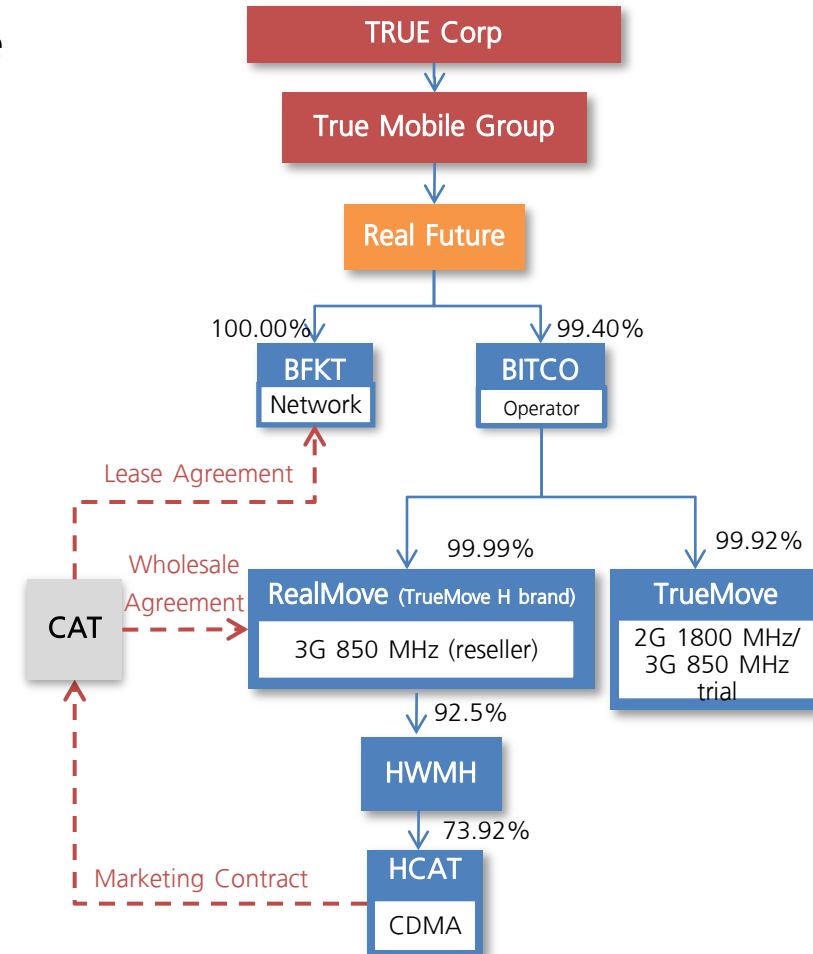 e
TRUE Corp
True Mobile Group
Real Future
100.00%
99.40%
BFKT
Network
BITCO
Operator
Lease Agreement
99.99%
99.92%
Wholesale
Agreement
CAT
RealMove (TrueMove H brand)
3G 850 MHz (reseller)
TrueMove
2G 1800 MHz/
3G 850 MHz
trial
92.5%
HWMH
73.92%
HCAT
CDMA
Marketing Contract